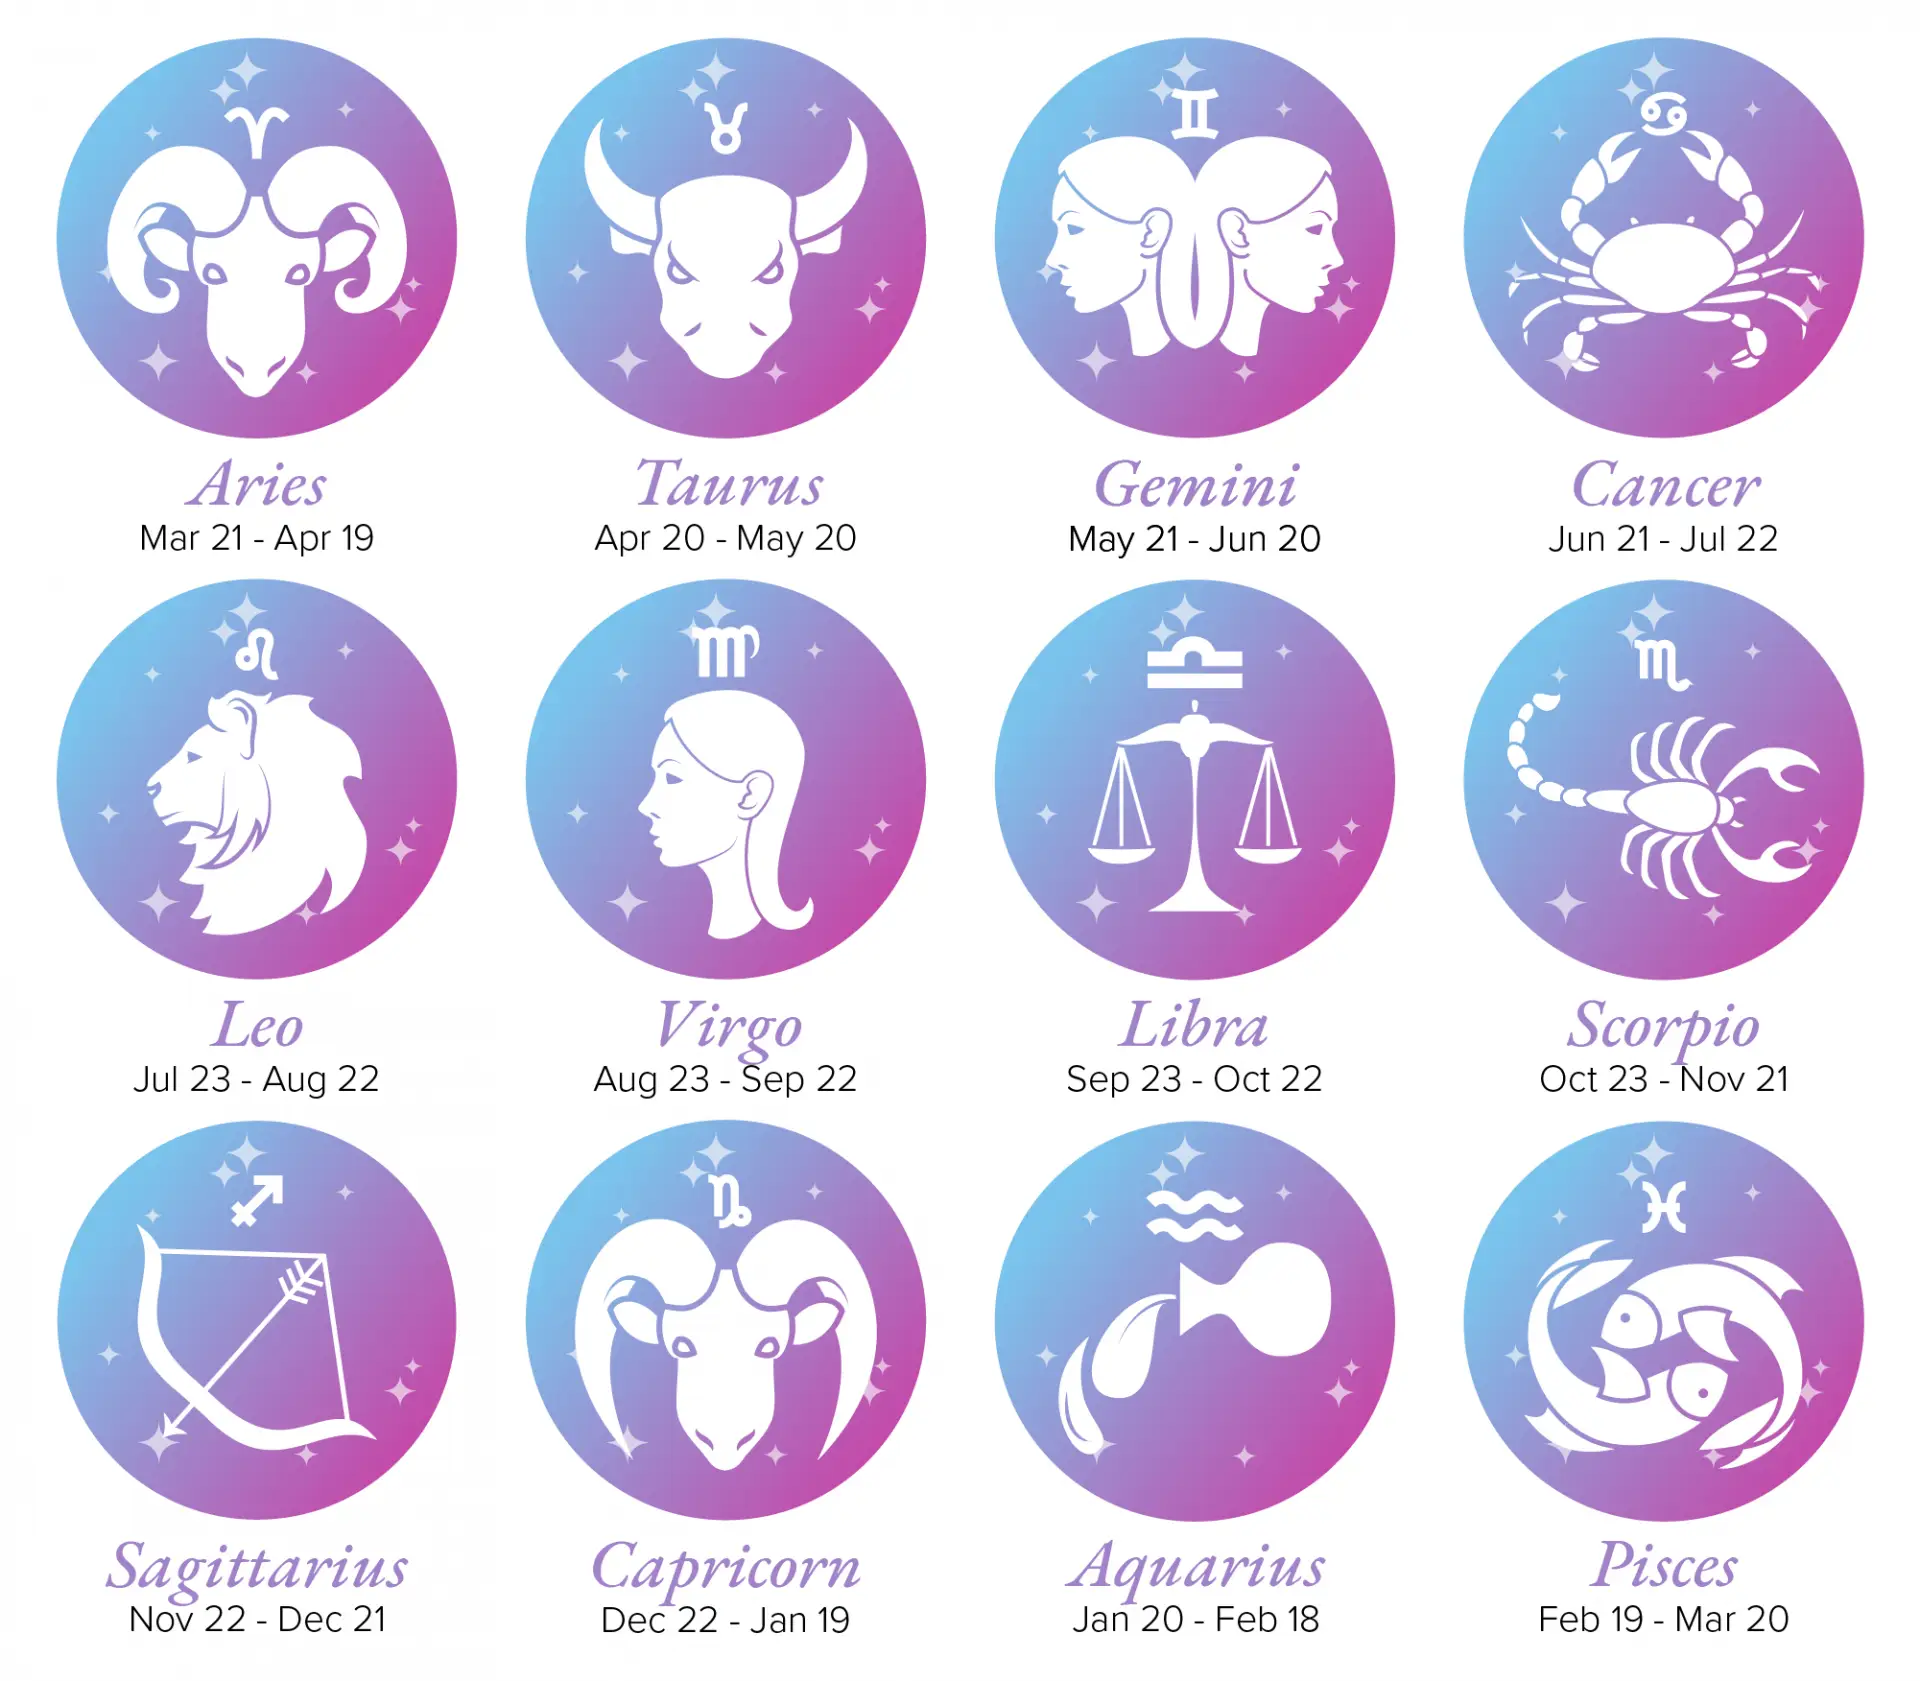 Aries
Mar 21 - Apr 19
Taurus
Apr 20 - May 20
Gemini
May 21 - Jun 20
Cancer
Jun 21 - Jul 22
Leo
Jul 23 - Aug 22
Virgo
Aug 23 - Sep 22
Libra
Sep 23 - Oct 22
Scorpio
Oct 23 - Nov 21
Sagittarius
Nov 22 - Dec 21
Capricorn
Dec 22 - Jan 19
Aquarius
Jan 20 - Feb 18
Pisces
Feb 19 - Mar 20